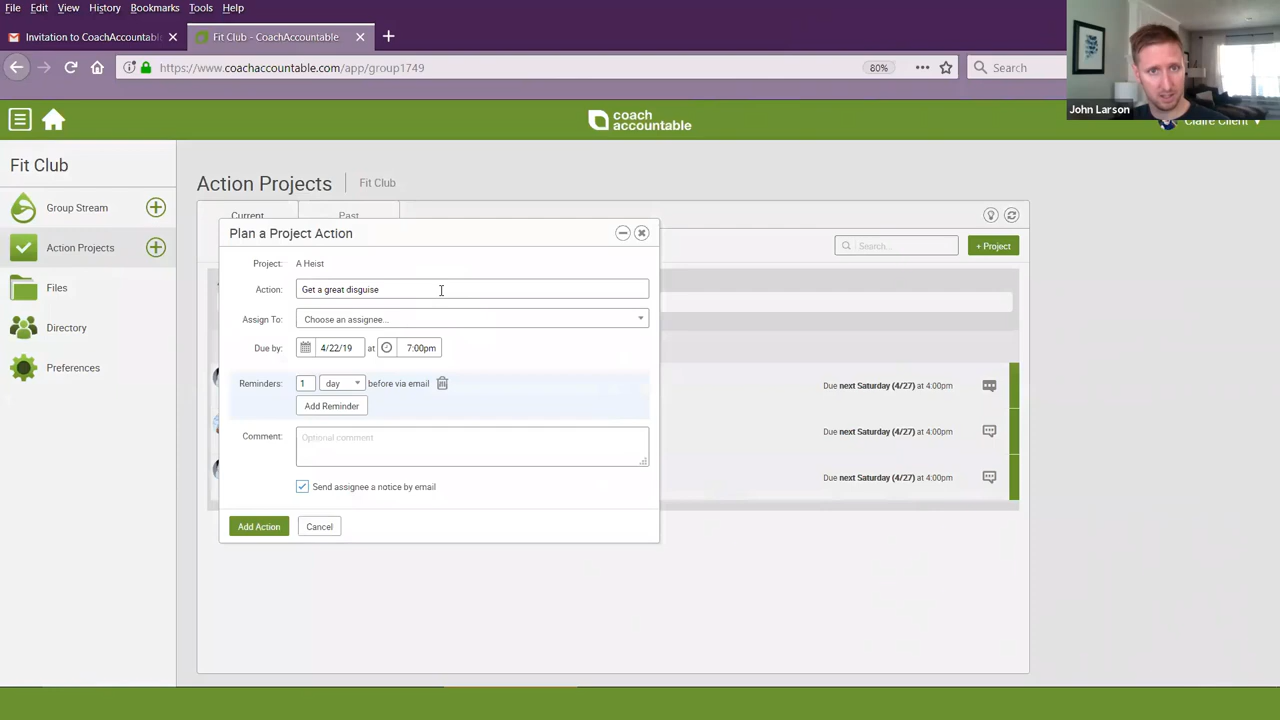 File Edit View History Bookmarks Tools Help
Invitation to CoachAccountabl
Fit Club - CoachAccountable
https://www.coachaccountable.com/app/group1749
80%
Search
John Larson
coach
accountable
Claire Client
Fit Club
Group Stream
Action Projects
Files
Directory
Preferences
Action Projects Fit Club
Current Past
Search...
+ Project
Plan a Project Action
Project: A Heist
Action: Get a great disguise
Assign To: Choose an assignee...
Due by: 4/22/19 at 7:00pm
Reminders: 1 day before via email
Add Reminder
Comment: Optional comment
Send assignee a notice by email
Add Action Cancel
Due next Saturday (4/27) at 4:00pm
Due next Saturday (4/27) at 4:00pm
Due next Saturday (4/27) at 4:00pm